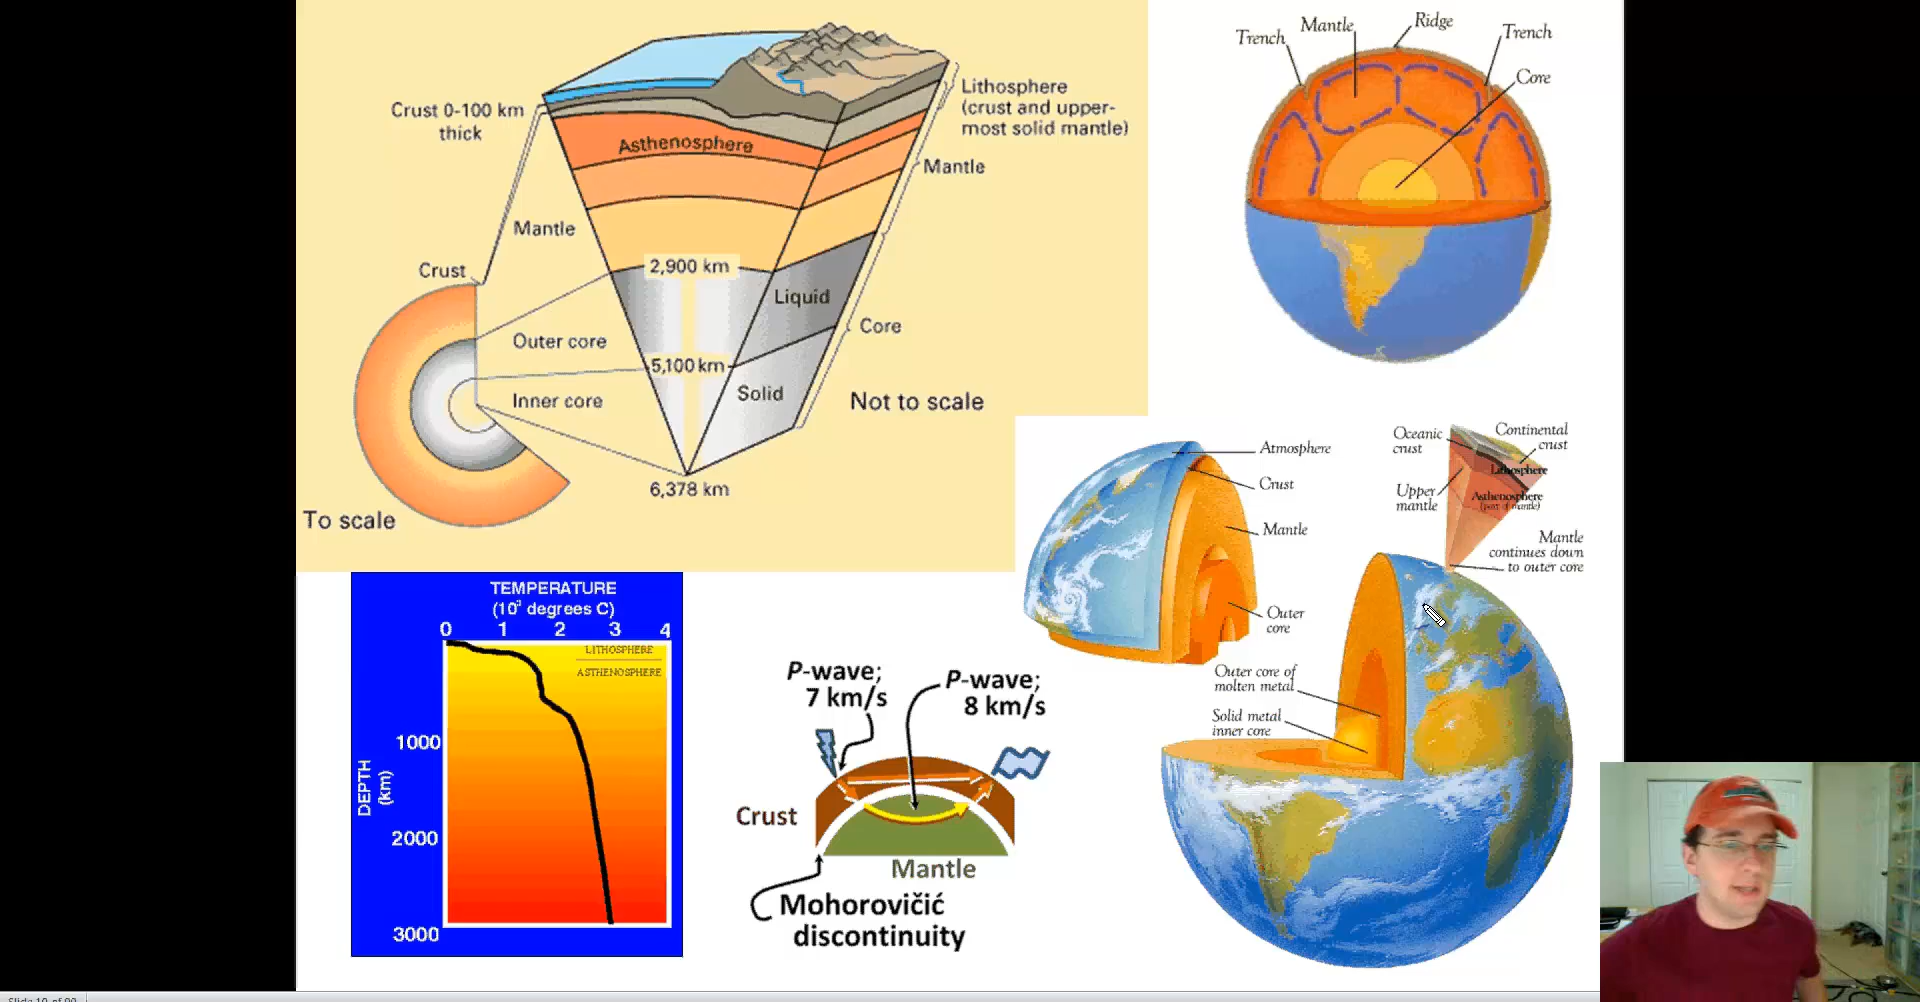 Crust 0-100 km
thick
Asthenosphere
Lithosphere
(crust and upper-
most solid mantle)
Mantle
Mantle
Crust
2,900 km
Liquid
Outer core
Core
5,100 km
Inner core
Solid
Not to scale
6,378 km
To scale
Trench
Mantle
Ridge
Trench
Core
Atmosphere
Crust
Mantle
Outer
core
Oceanic
crust
Continental
crust
Lithosphere
Upper
mantle
Asthenosphere
(part of mantle)
Mantle
continues down
to outer core
Outer core of
molten metal
Solid metal
inner core
TEMPERATURE
(10³ degrees C)
0 1 2 3 4
LITHOSPHERE
ASTHENOSPHERE
1000
DEPTH
(km)
2000
3000
P-wave;
7 km/s
P-wave;
8 km/s
Crust
Mantle
Mohorovičić
discontinuity